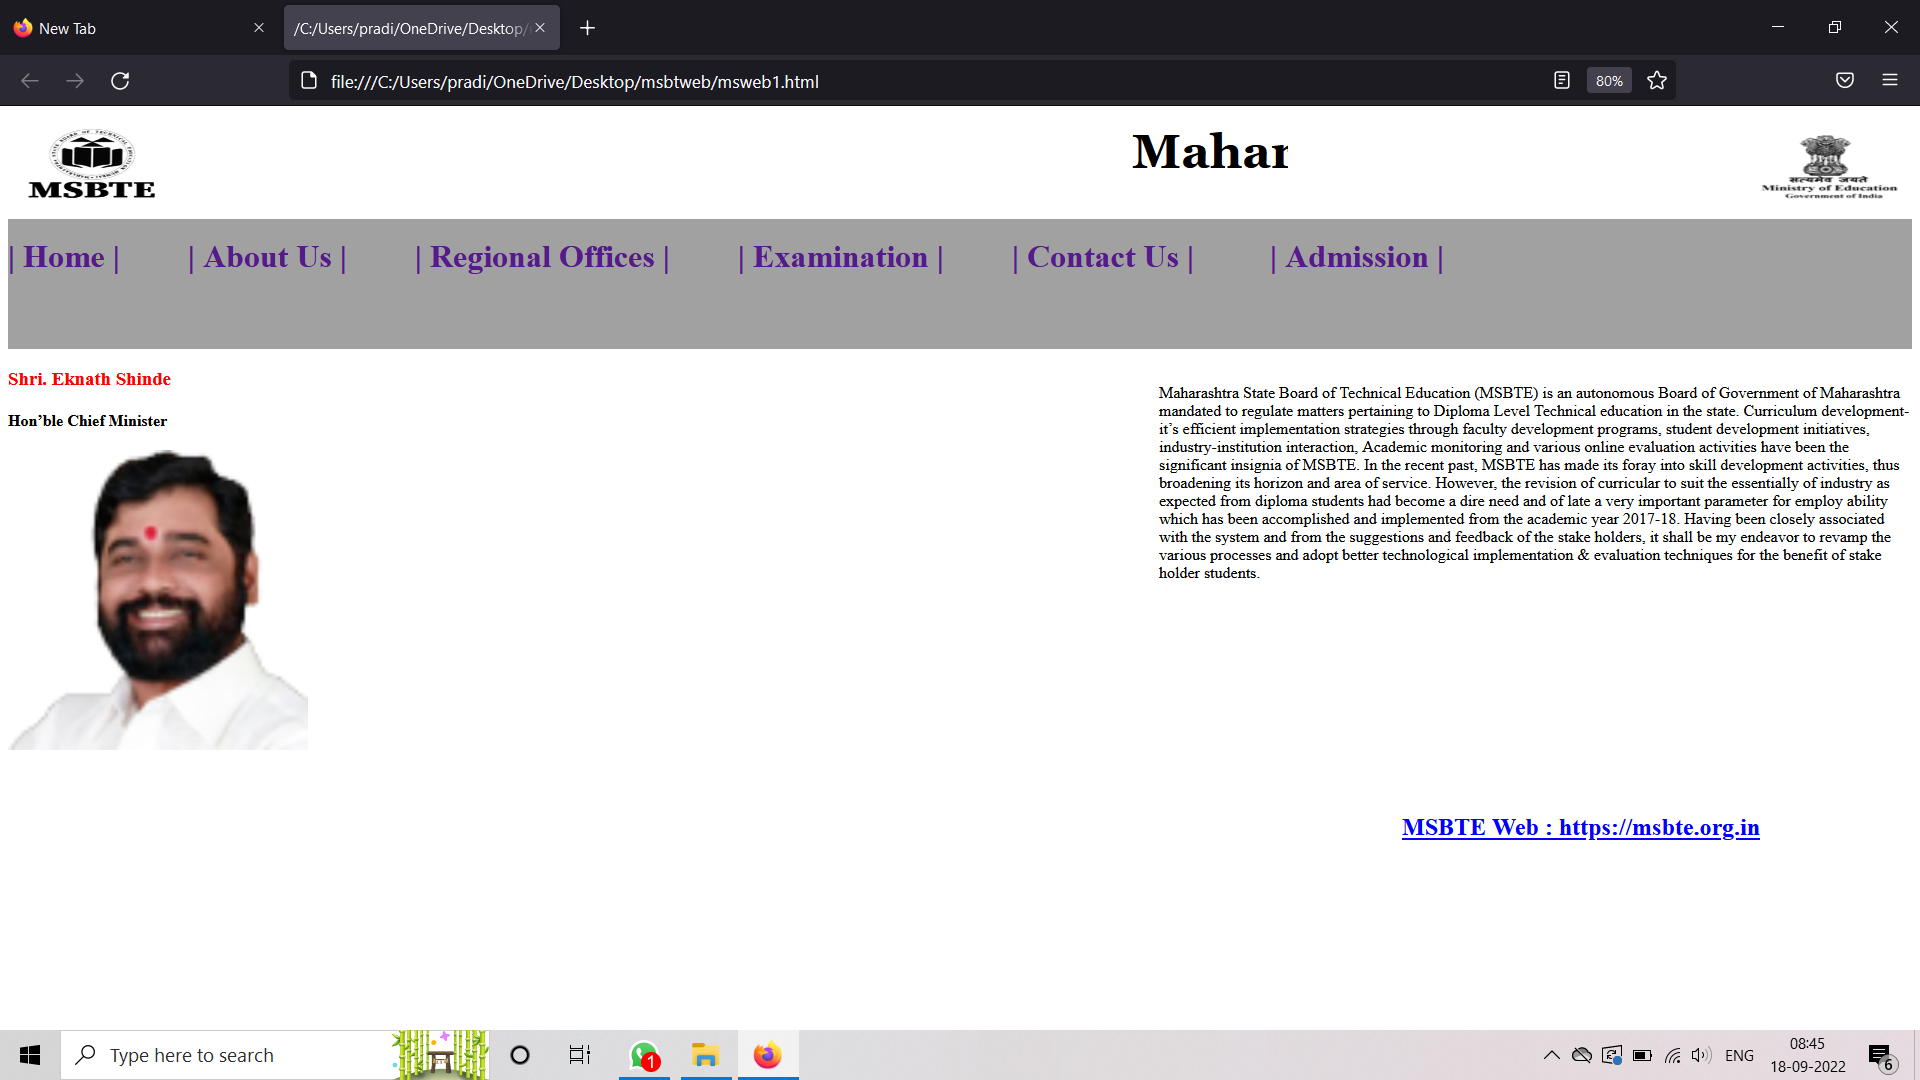 New Tab
/C:/Users/pradi/OneDrive/Desktop/
file:///C:/Users/pradi/OneDrive/Desktop/msbtweb/msweb1.html
80%
MSBTE
Mahar
सत्यमेव जयते
Ministry of Education
Government of India
| Home | | About Us | | Regional Offices | | Examination | | Contact Us | | Admission |
Shri. Eknath Shinde
Hon’ble Chief Minister
Maharashtra State Board of Technical Education (MSBTE) is an autonomous Board of Government of Maharashtra
mandated to regulate matters pertaining to Diploma Level Technical education in the state. Curriculum development-
it’s efficient implementation strategies through faculty development programs, student development initiatives,
industry-institution interaction, Academic monitoring and various online evaluation activities have been the
significant insignia of MSBTE. In the recent past, MSBTE has made its foray into skill development activities, thus
broadening its horizon and area of service. However, the revision of curricular to suit the essentially of industry as
expected from diploma students had become a dire need and of late a very important parameter for employ ability
which has been accomplished and implemented from the academic year 2017-18. Having been closely associated
with the system and from the suggestions and feedback of the stake holders, it shall be my endeavor to revamp the
various processes and adopt better technological implementation & evaluation techniques for the benefit of stake
holder students.
MSBTE Web : https://msbte.org.in
Type here to search
1
ENG
08:45
18-09-2022
6